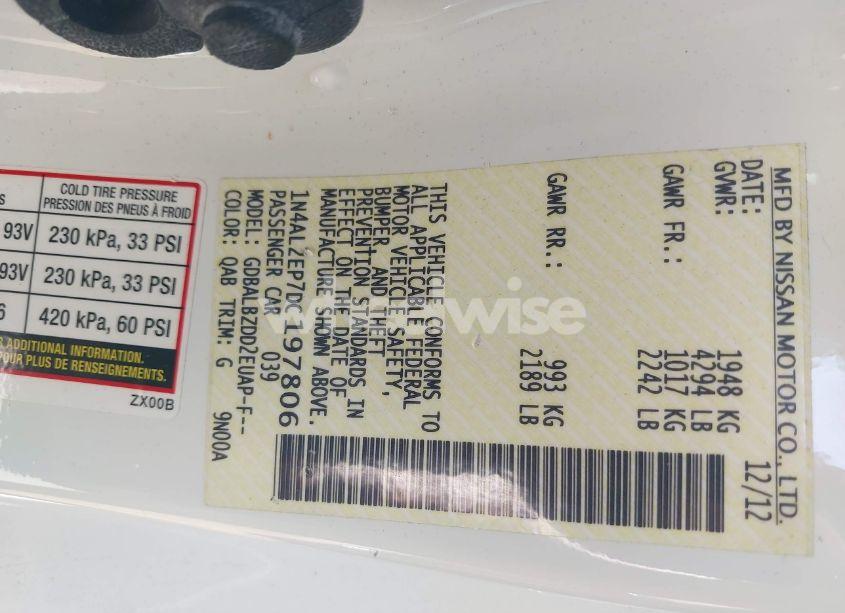 COLD TIRE PRESSURE
PRESSION DES PNEUS À FROID
93V 230 kPa, 33 PSI
93V 230 kPa, 33 PSI
6 420 kPa, 60 PSI
ADDITIONAL INFORMATION.
POUR PLUS DE RENSEIGNEMENTS.
ZX00B
MFD BY NISSAN MOTOR CO., LTD.
DATE: 12/12
GVWR: 1948 KG
4294 LB
GAWR FR.: 1017 KG
2242 LB
GAWR RR.: 993 KG
2189 LB
THIS VEHICLE CONFORMS TO
ALL APPLICABLE FEDERAL
MOTOR VEHICLE SAFETY,
BUMPER, AND THEFT
PREVENTION STANDARDS IN
EFFECT ON THE DATE OF
MANUFACTURE SHOWN ABOVE.
1N4AL2EP7DC197806
PASSENGER CAR 039
MODEL: GDBALBZDD2EUAP-F--
COLOR: QAB TRIM: G 9N00A